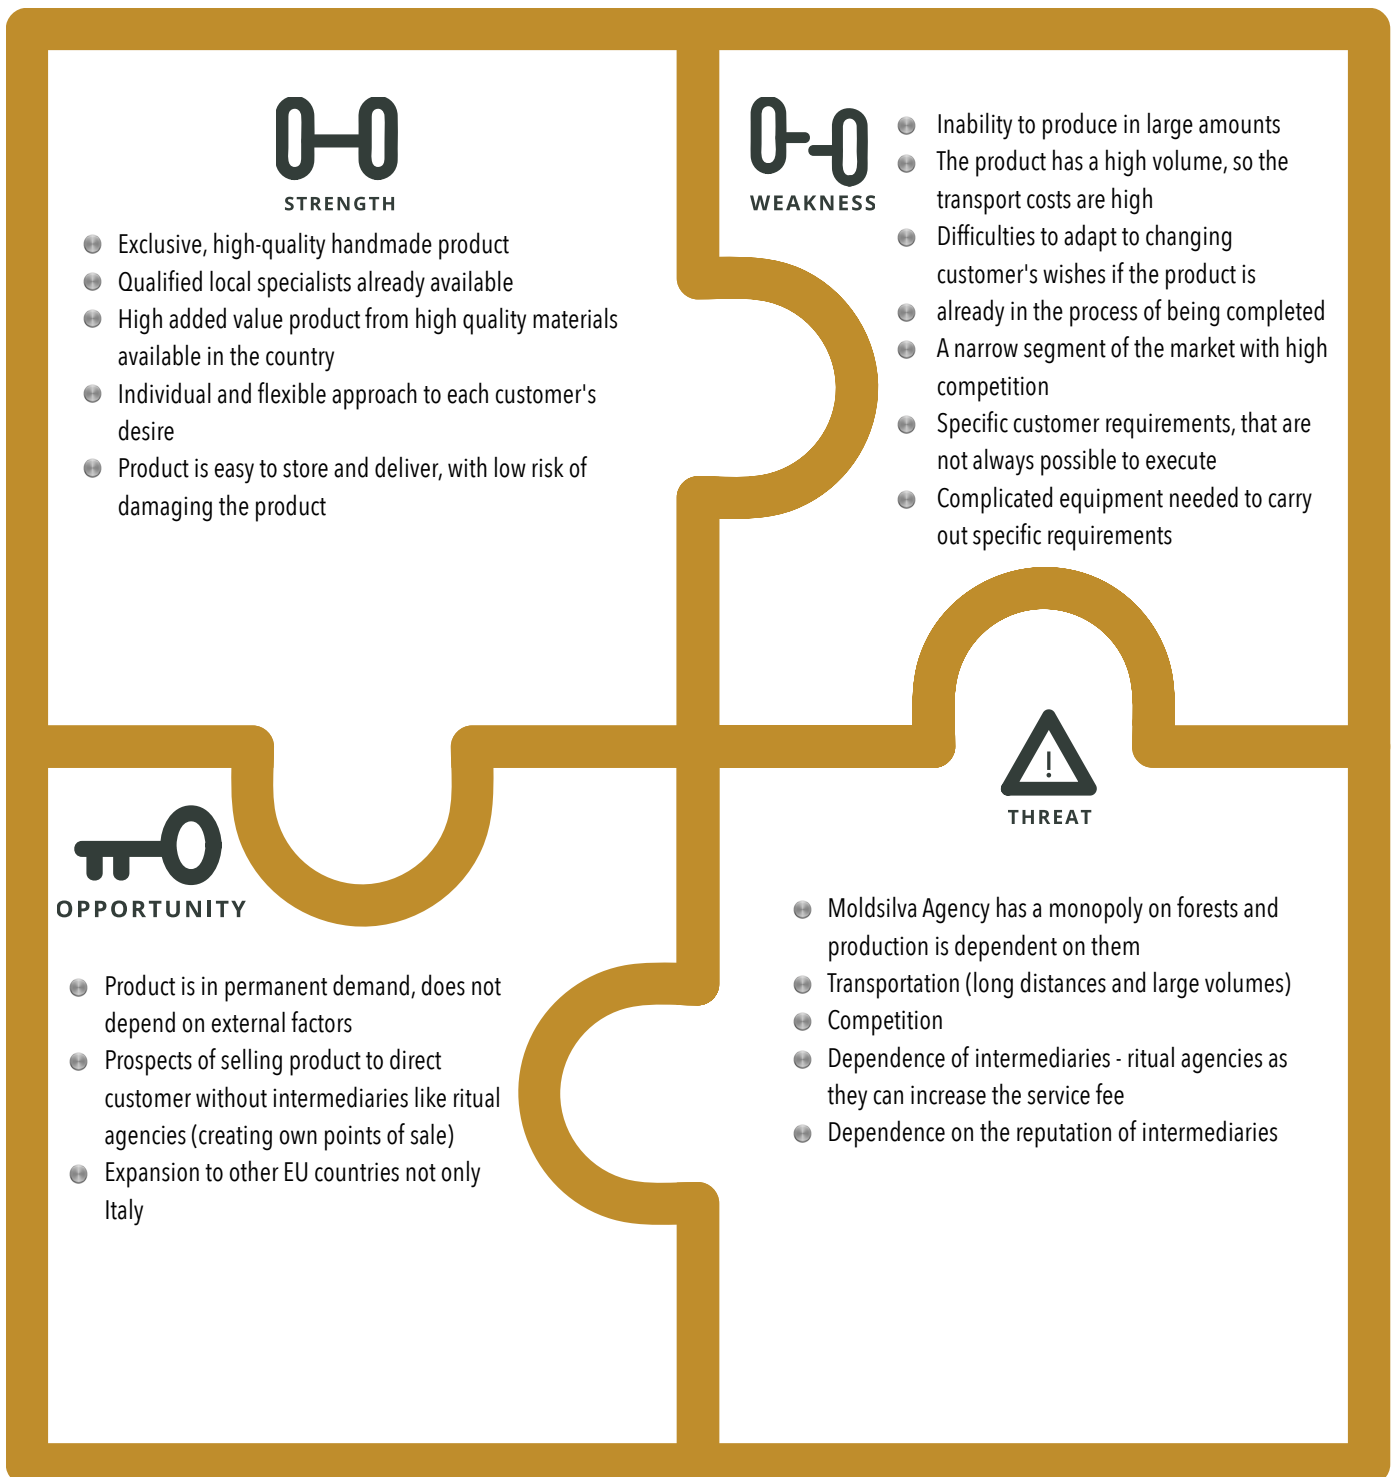 STRENGTH
Exclusive, high-quality handmade product
Qualified local specialists already available
High added value product from high quality materials
available in the country
Individual and flexible approach to each customer's
desire
Product is easy to store and deliver, with low risk of
damaging the product
WEAKNESS
Inability to produce in large amounts
The product has a high volume, so the
transport costs are high
Difficulties to adapt to changing
customer's wishes if the product is
already in the process of being completed
A narrow segment of the market with high
competition
Specific customer requirements, that are
not always possible to execute
Complicated equipment needed to carry
out specific requirements
OPPORTUNITY
Product is in permanent demand, does not
depend on external factors
Prospects of selling product to direct
customer without intermediaries like ritual
agencies (creating own points of sale)
Expansion to other EU countries not only
Italy
!
THREAT
Moldsilva Agency has a monopoly on forests and
production is dependent on them
Transportation (long distances and large volumes)
Competition
Dependence of intermediaries - ritual agencies as
they can increase the service fee
Dependence on the reputation of intermediaries